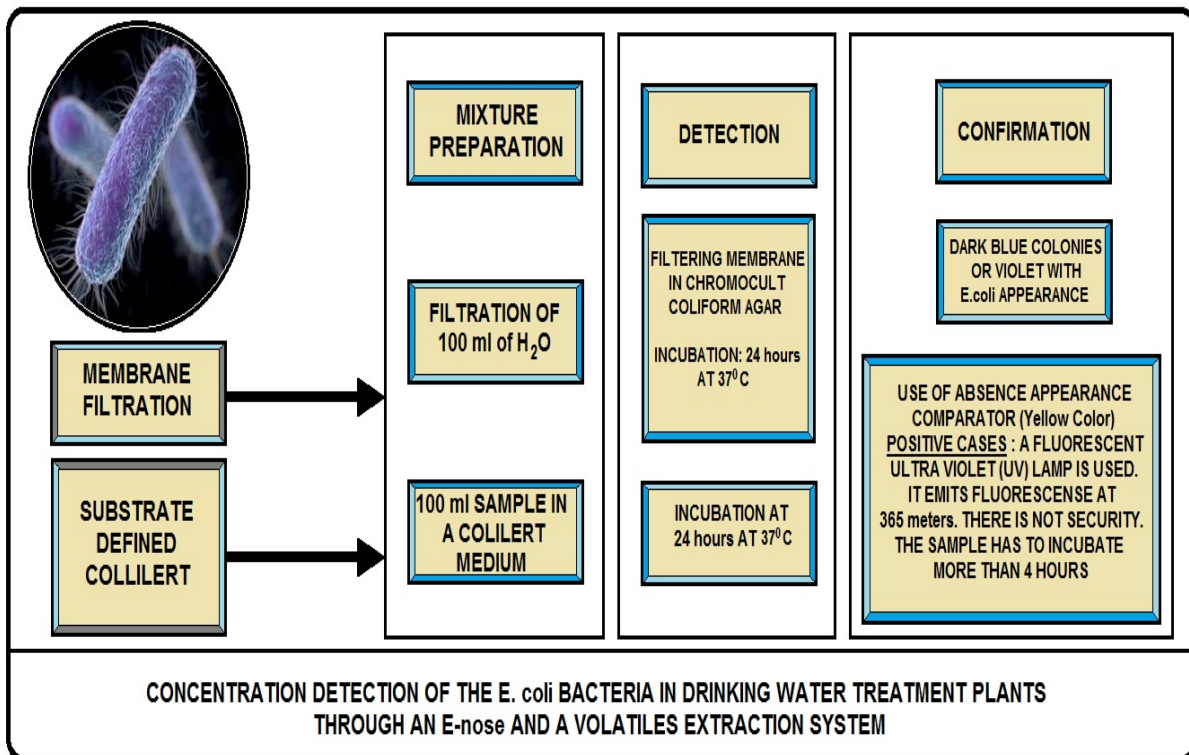 MIXTURE
PREPARATION
DETECTION
CONFIRMATION
MEMBRANE
FILTRATION
FILTRATION OF
100 ml of H₂O
FILTERING MEMBRANE
IN CHROMOCULT
COLIFORM AGAR
INCUBATION: 24 hours
AT 37⁰ C
DARK BLUE COLONIES
OR VIOLET WITH
E.coli APPEARANCE
SUBSTRATE
DEFINED
COLLILERT
100 ml SAMPLE IN
A COLILERT
MEDIUM
INCUBATION AT
24 hours AT 37⁰ C
USE OF ABSENCE APPEARANCE
COMPARATOR (Yellow Color)
POSITIVE CASES : A FLUORESCENT
ULTRA VIOLET (UV) LAMP IS USED.
IT EMITS FLUORESCENSE AT
365 meters. THERE IS NOT SECURITY.
THE SAMPLE HAS TO INCUBATE
MORE THAN 4 HOURS
CONCENTRATION DETECTION OF THE E. coli BACTERIA IN DRINKING WATER TREATMENT PLANTS
THROUGH AN E-nose AND A VOLATILES EXTRACTION SYSTEM